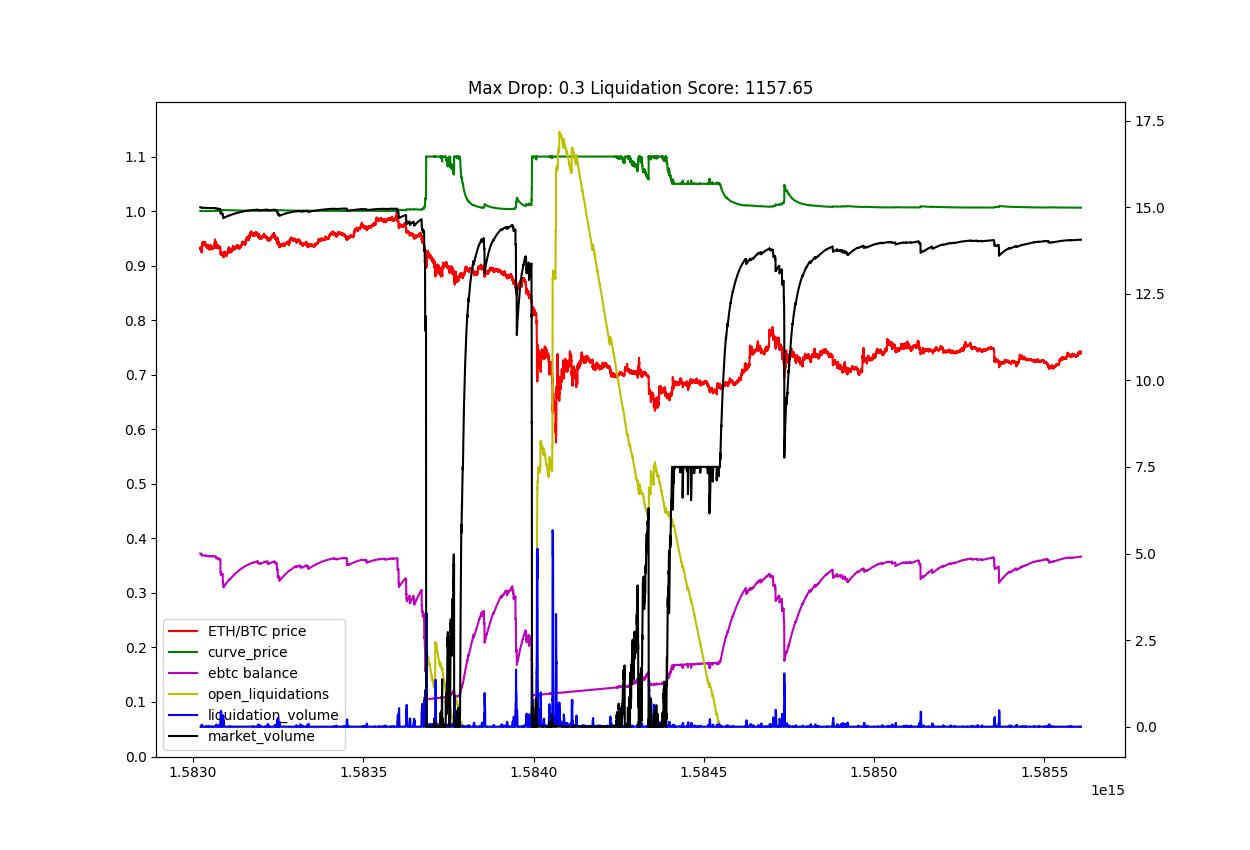 Max Drop: 0.3 Liquidation Score: 1157.65
1.1
1.0
0.9
0.8
0.7
0.6
0.5
0.4
0.3
0.2
0.1
0.0
17.5
15.0
12.5
10.0
7.5
5.0
2.5
0.0
ETH/BTC price
curve_price
ebtc balance
open_liquidations
liquidation_volume
market_volume
1.5830 1.5835 1.5840 1.5845 1.5850 1.5855
1e15